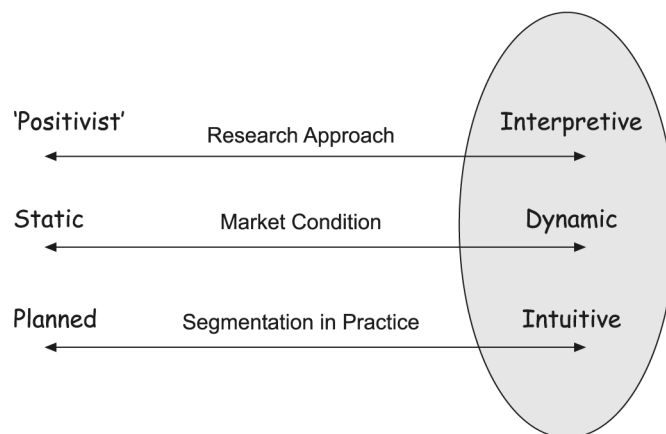 'Positivist'
Research Approach
Interpretive
Static
Market Condition
Dynamic
Planned
Segmentation in Practice
Intuitive